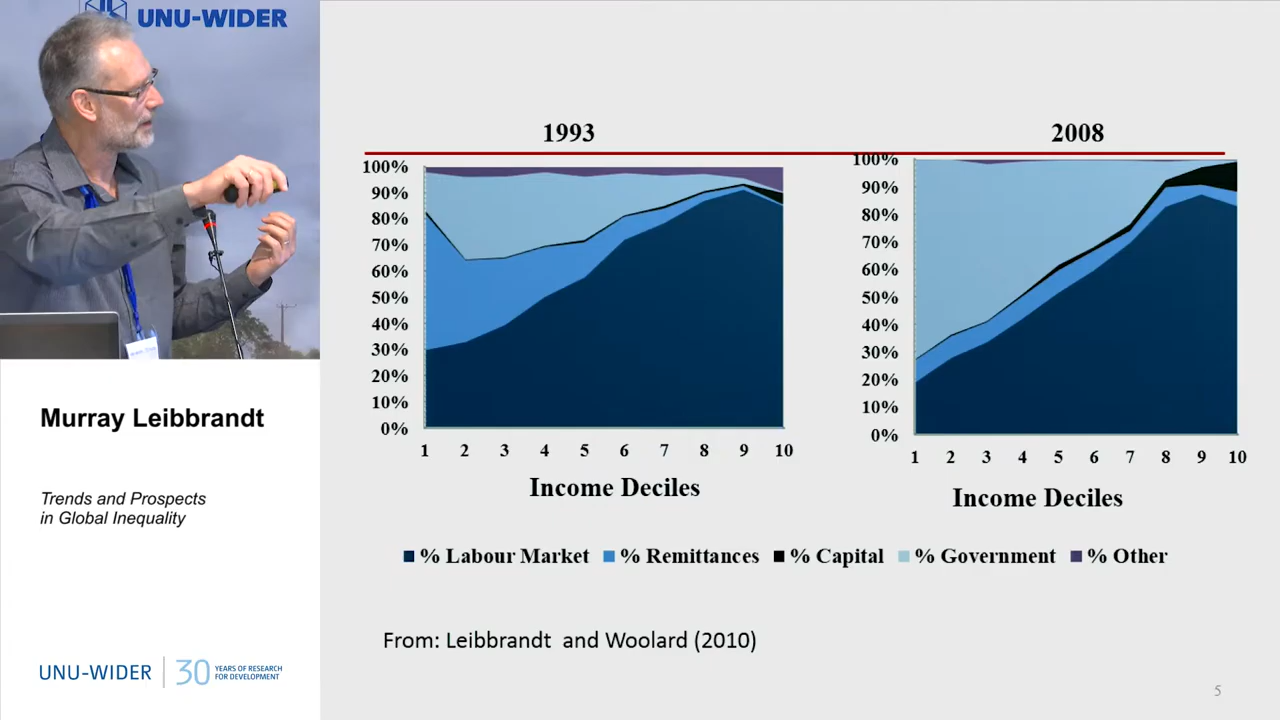 UNU-WIDER
1993
2008
100%
90%
80%
70%
60%
50%
40%
30%
20%
10%
0%
1 2 3 4 5 6 7 8 9 10
Income Deciles
100%
90%
80%
70%
60%
50%
40%
30%
20%
10%
0%
1 2 3 4 5 6 7 8 9 10
Income Deciles
% Labour Market % Remittances % Capital % Government % Other
From: Leibbrandt and Woolard (2010)
5
Murray Leibbrandt
Trends and Prospects
in Global Inequality
UNU-WIDER
30 YEARS OF RESEARCH
FOR DEVELOPMENT